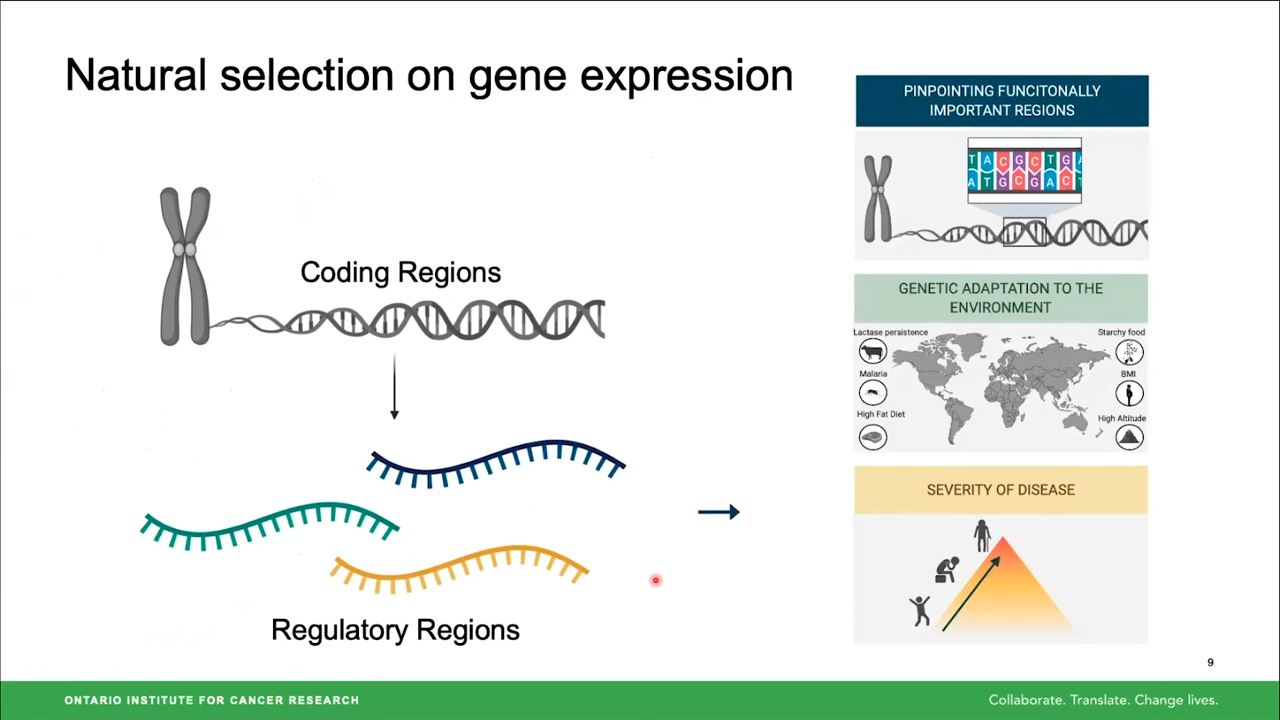 Natural selection on gene expression
Coding Regions
Regulatory Regions
PINPOINTING FUNCITONALLY
IMPORTANT REGIONS
T A C G C T G A
A T G C G A C T
GENETIC ADAPTATION TO THE
ENVIRONMENT
Lactase persistence
Starchy food
Malaria
BMI
High Fat Diet
High Altitude
SEVERITY OF DISEASE
9
ONTARIO INSTITUTE FOR CANCER RESEARCH
Collaborate. Translate. Change lives.